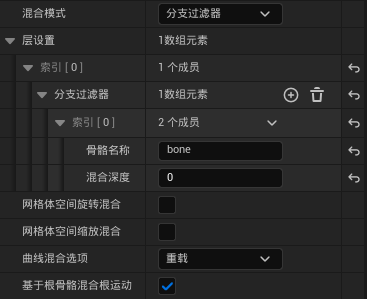 混合模式 分支过滤器
层设置 1数组元素
索引 [ 0 ] 1 个成员
分支过滤器 1数组元素
索引 [ 0 ] 2 个成员
骨骼名称 bone
混合深度 0
网格体空间旋转混合
网格体空间缩放混合
曲线混合选项 重载
基于根骨骼混合根运动